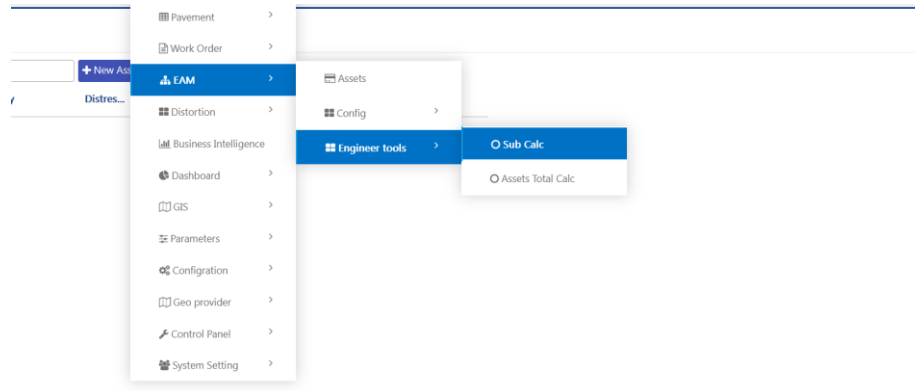 Pavement
Work Order
+ New Ass
EAM
Assets
y
Distres...
Distortion
Config
Business Intelligence
Engineer tools
Sub Calc
Dashboard
Assets Total Calc
GIS
Parameters
Configration
Geo provider
Control Panel
System Setting